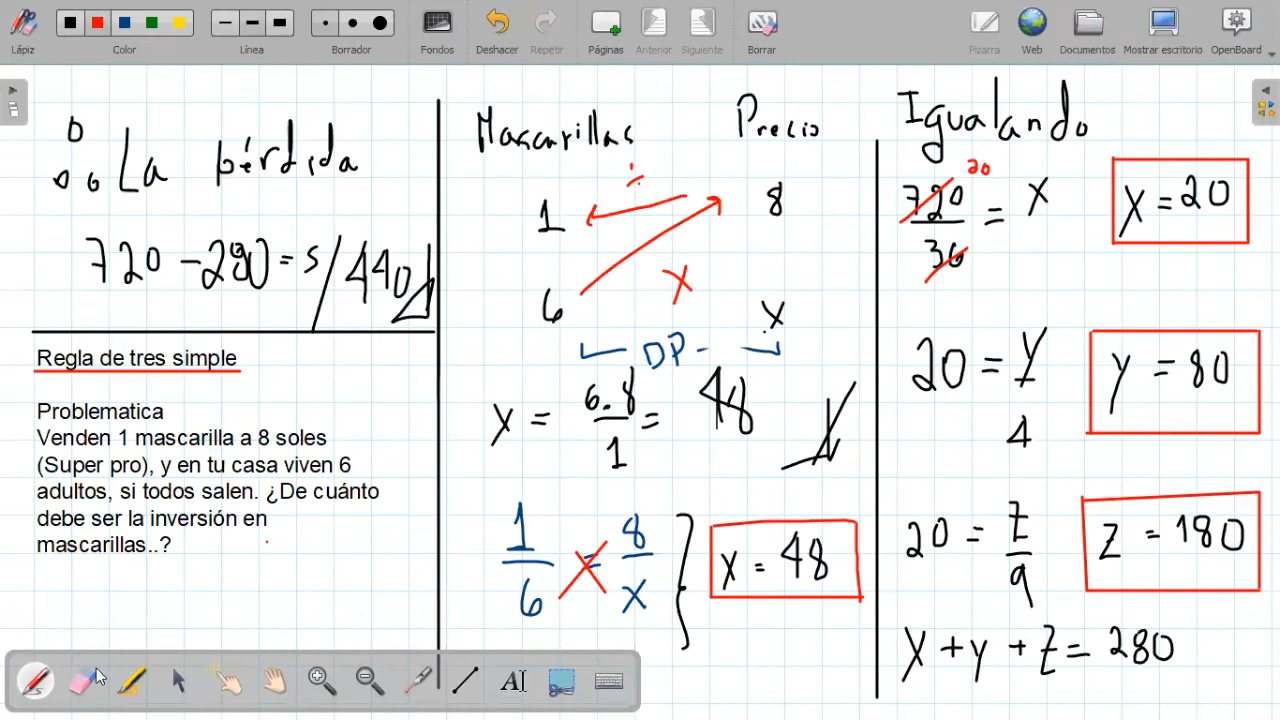 Lápiz
Color
Línea
Borrador
Fondos
Deshacer
Repetir
Páginas
Anterior
Siguiente
Borrar
Pizarra
Web
Documentos
Mostrar escritorio
OpenBoard
La pérdida
720 - 280 = s/440
Regla de tres simple
Problematica
Venden 1 mascarilla a 8 soles
(Super pro), y en tu casa viven 6
adultos, si todos salen. ¿De cuánto
debe ser la inversión en
mascarillas..?
Mascarillas Precio
÷
1 8
X
6 x
DP
x = 6.8/1 = 48
1/6 = 8/x
x = 48
Igualando
20
720/36 = x
x = 20
20 = y/4
y = 80
20 = z/9
z = 180
x + y + z = 280